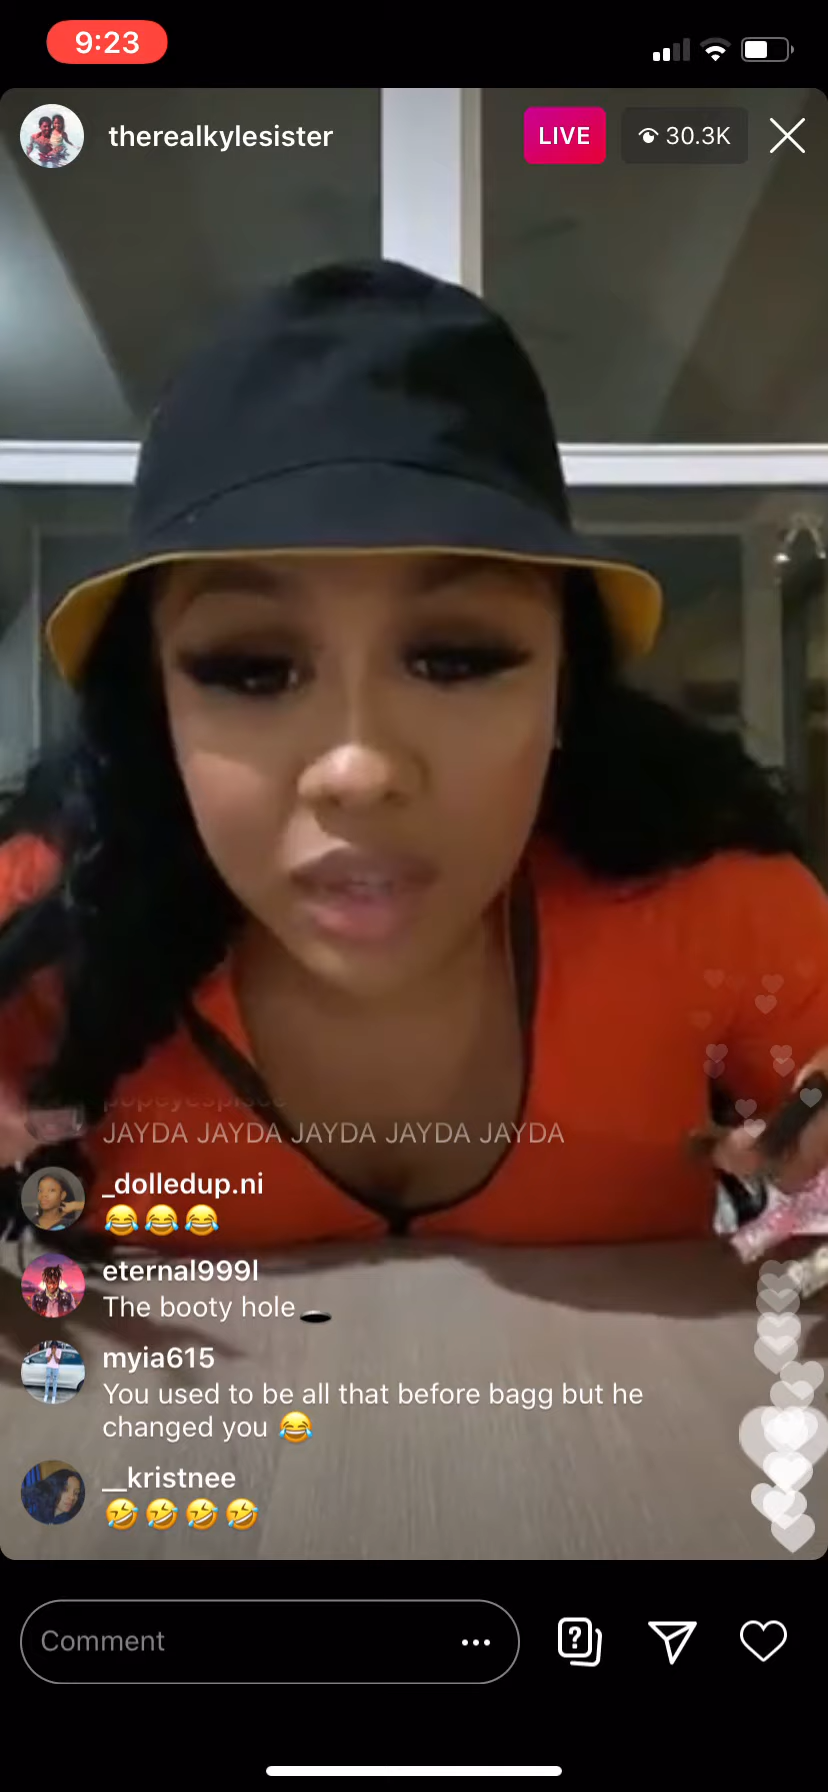 9:23
therealkylesister
LIVE
30.3K
JAYDA JAYDA JAYDA JAYDA JAYDA
_dolledup.ni
😂😂😂
eternal999l
The booty hole🕳️
myia615
You used to be all that before bagg but he
changed you 😂
__kristnee
🤣🤣🤣🤣
Comment